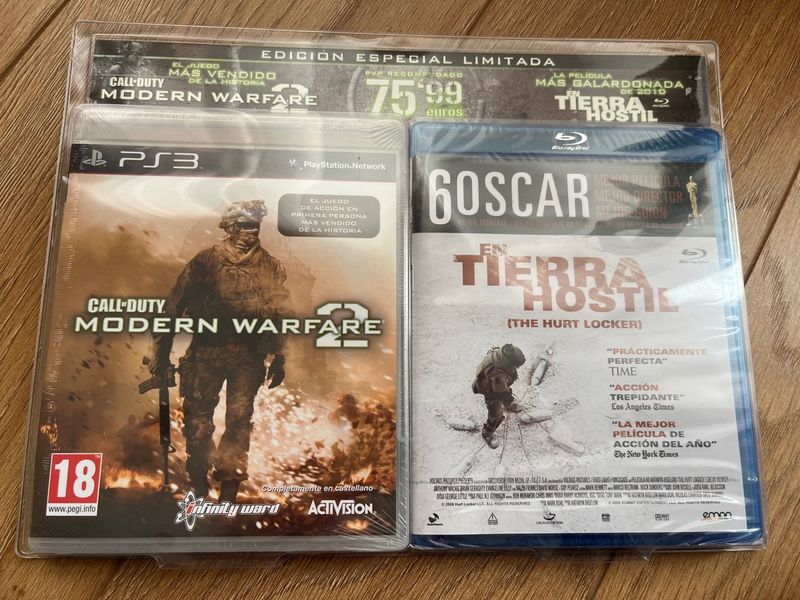 EDICIÓN ESPECIAL LIMITADA
EL JUEGO
MÁS VENDIDO
DE LA HISTORIA
CALL OF DUTY
MODERN WARFARE 2
PVP RECOMENDADO
75'99
euros
LA PELÍCULA
MÁS GALARDONADA
DE 2010
EN
TIERRA
HOSTIL
PS3
PlayStation Network
EL JUEGO
DE ACCIÓN EN
PRIMERA PERSONA
MÁS VENDIDO
DE LA HISTORIA
CALL OF DUTY
MODERN WARFARE 2
18
www.pegi.info
Completamente en castellano
infinity ward
ACTIVISION
Blu-ray Disc
6 OSCAR
MEJOR PELÍCULA
MEJOR DIRECTOR
MEJOR GUIÓN
EN
TIERRA
HOSTIL
(THE HURT LOCKER)
"PRÁCTICAMENTE
PERFECTA"
TIME
"ACCIÓN
TREPIDANTE"
Los Angeles Times
"LA MEJOR
PELÍCULA DE
ACCIÓN DEL AÑO"
The New York Times
emon